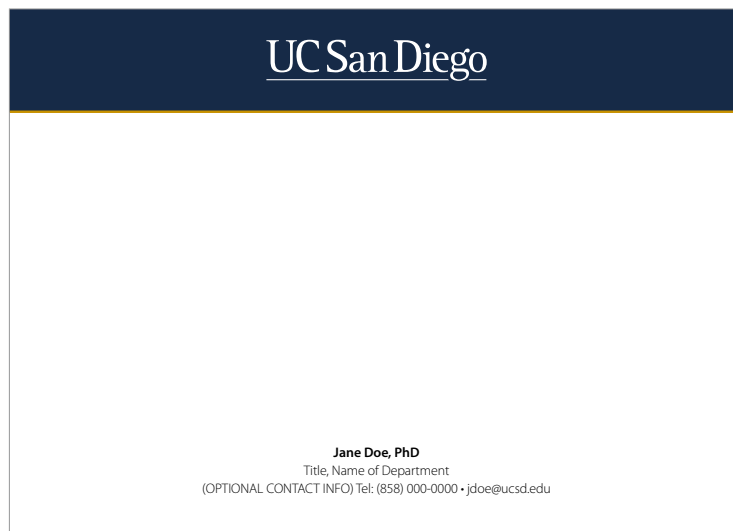 UC San Diego
Jane Doe, PhD
Title, Name of Department
(OPTIONAL CONTACT INFO) Tel: (858) 000-0000 • jdoe@ucsd.edu